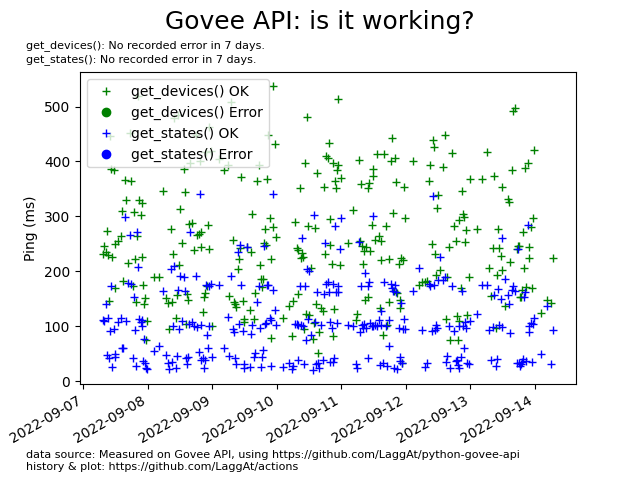 Govee API: is it working?
get_devices(): No recorded error in 7 days.
get_states(): No recorded error in 7 days.
get_devices() OK
get_devices() Error
get_states() OK
get_states() Error
Ping (ms)
500
400
300
200
100
0
2022-09-07
2022-09-08
2022-09-09
2022-09-10
2022-09-11
2022-09-12
2022-09-13
2022-09-14
data source: Measured on Govee API, using https://github.com/LaggAt/python-govee-api
history & plot: https://github.com/LaggAt/actions